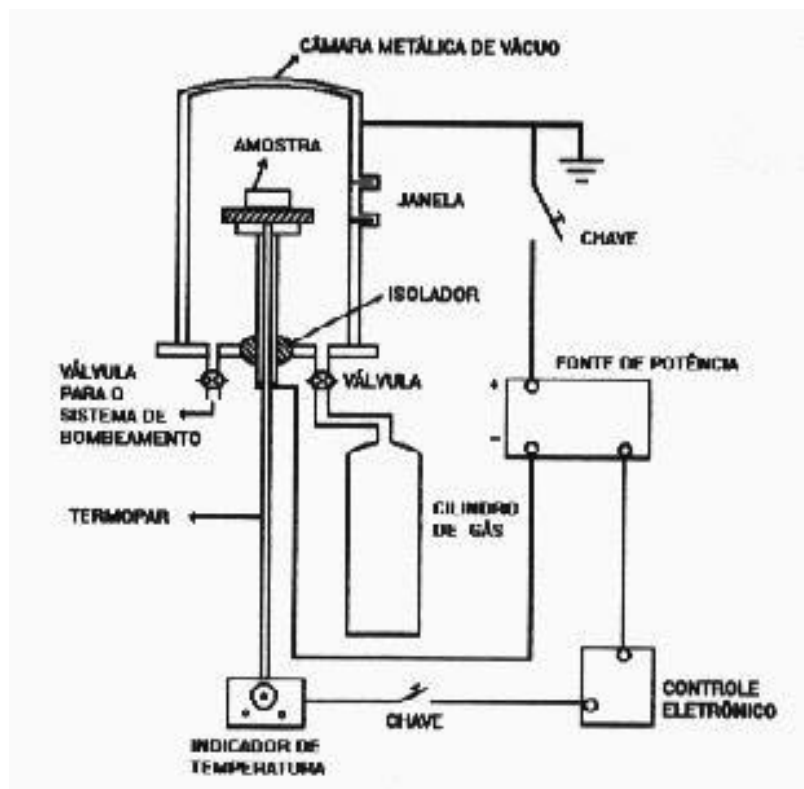 CÂMARA METÁLICA DE VÁCUO
AMOSTRA
JANELA
CHAVE
ISOLADOR
FONTE DE POTÊNCIA
VÁLVULA
PARA O
SISTEMA DE
BOMBEAMENTO
VÁLVULA
+
-
CILINDRO
DE GÁS
TERMOPAR
CONTROLE
ELETRÔNICO
CHAVE
INDICADOR DE
TEMPERATURA